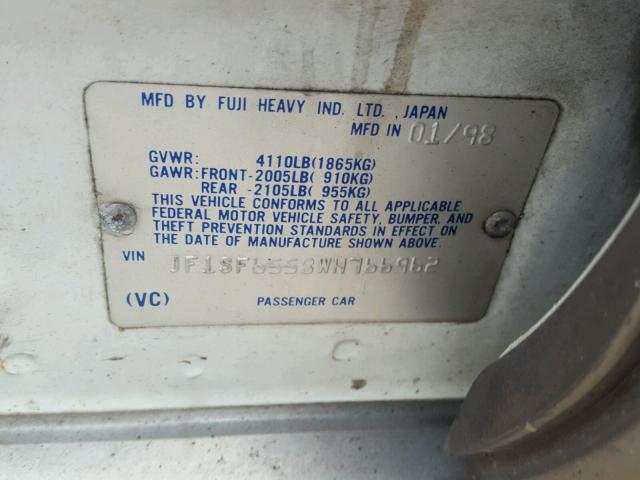 MFD BY FUJI HEAVY IND. LTD. ,JAPAN
MFD IN 01/98
GVWR: 4110LB(1865KG)
GAWR:FRONT-2005LB( 910KG)
REAR -2105LB( 955KG)
THIS VEHICLE CONFORMS TO ALL APPLICABLE
FEDERAL MOTOR VEHICLE SAFETY, BUMPER, AND
THEFT PREVENTION STANDARDS IN EFFECT ON
THE DATE OF MANUFACTURE SHOWN ABOVE.
VIN JF1SF6558WH766962
(VC) PASSENGER CAR